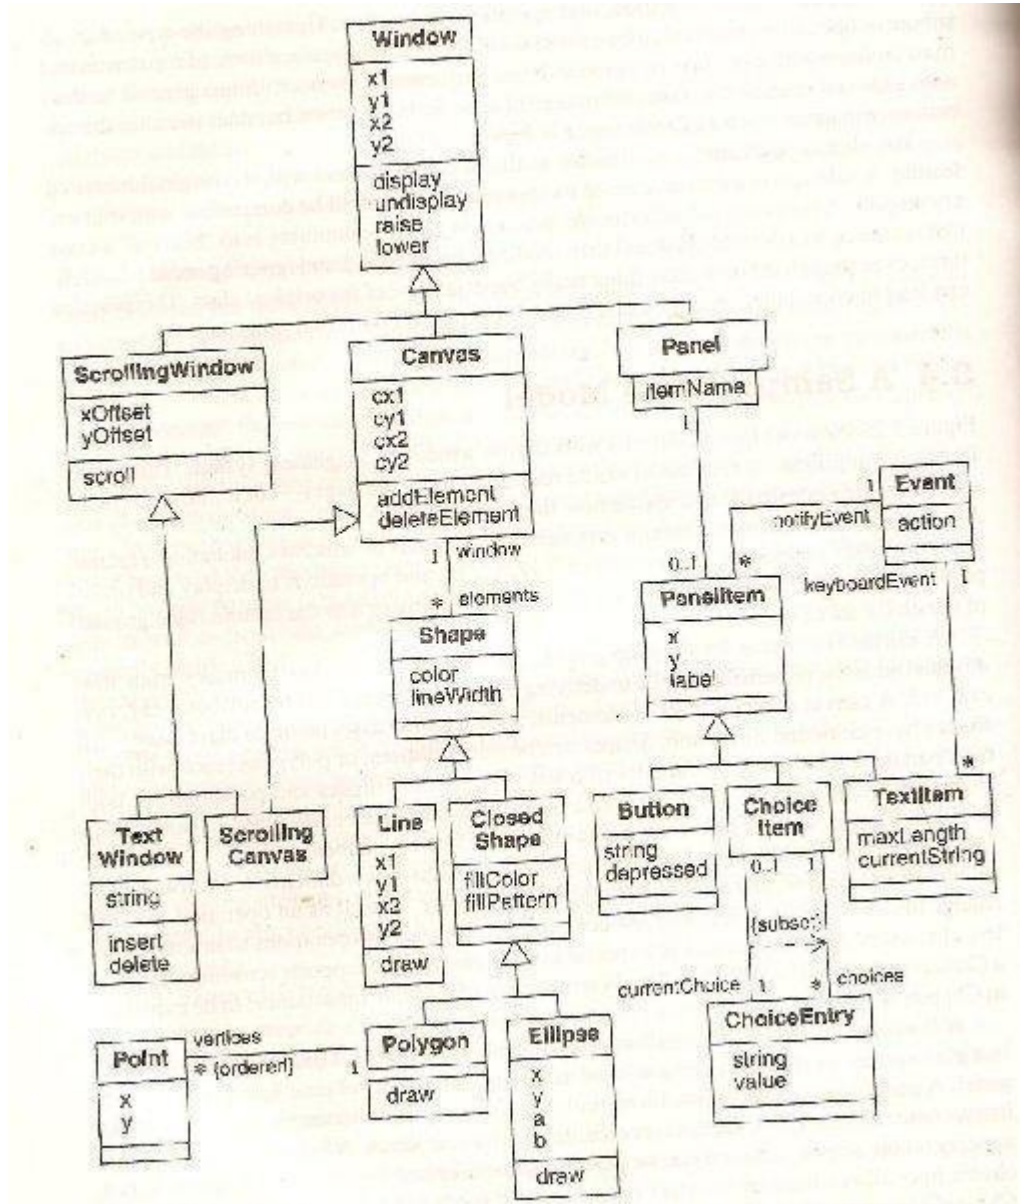 Window
x1
y1
x2
y2
display
undisplay
raise
lower
ScrollingWindow
xOffset
yOffset
scroll
Canvas
cx1
cy1
cx2
cy2
addElement
deleteElement
Panel
itemName
1
1
notifyEvent
Event
action
1 window
0..1
*
keyboardEvent
1
* elements
PanelItem
x
y
label
Shape
color
lineWidth
*
Text
Window
string
insert
delete
Scrolling
Canvas
Line
x1
y1
x2
y2
draw
Closed
Shape
fillColor
fillPattern
Button
string
depressed
Choice
Item
TextItem
maxLength
currentString
0..1
1
{subset}
currentChoice 1
* choices
ChoiceEntry
string
value
Point
x
y
vertices
* {ordered}
1
Polygon
draw
Ellipse
x
y
a
b
draw